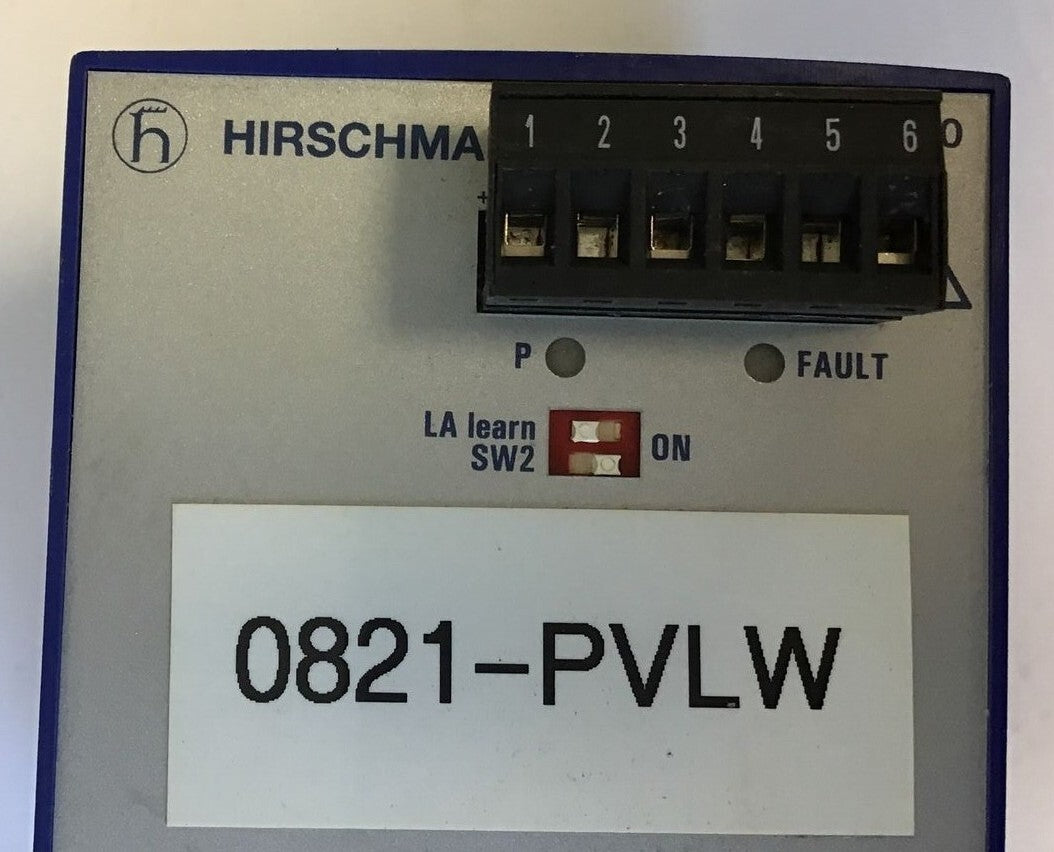 HIRSCHMA
1 2 3 4 5 6
P
FAULT
LA learn
SW2
ON
0821-PVLW